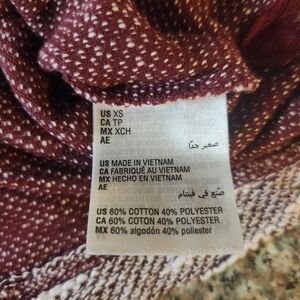 US XS
CA TP
MX XCH
AE صغير جدًا
US MADE IN VIETNAM
CA FABRIQUÉ AU VIETNAM
MX HECHO EN VIETNAM
AE صنع في فيتنام
US 60% COTTON 40% POLYESTER
CA 60% COTON 40% POLYESTER
MX 60% algodón 40% poliester